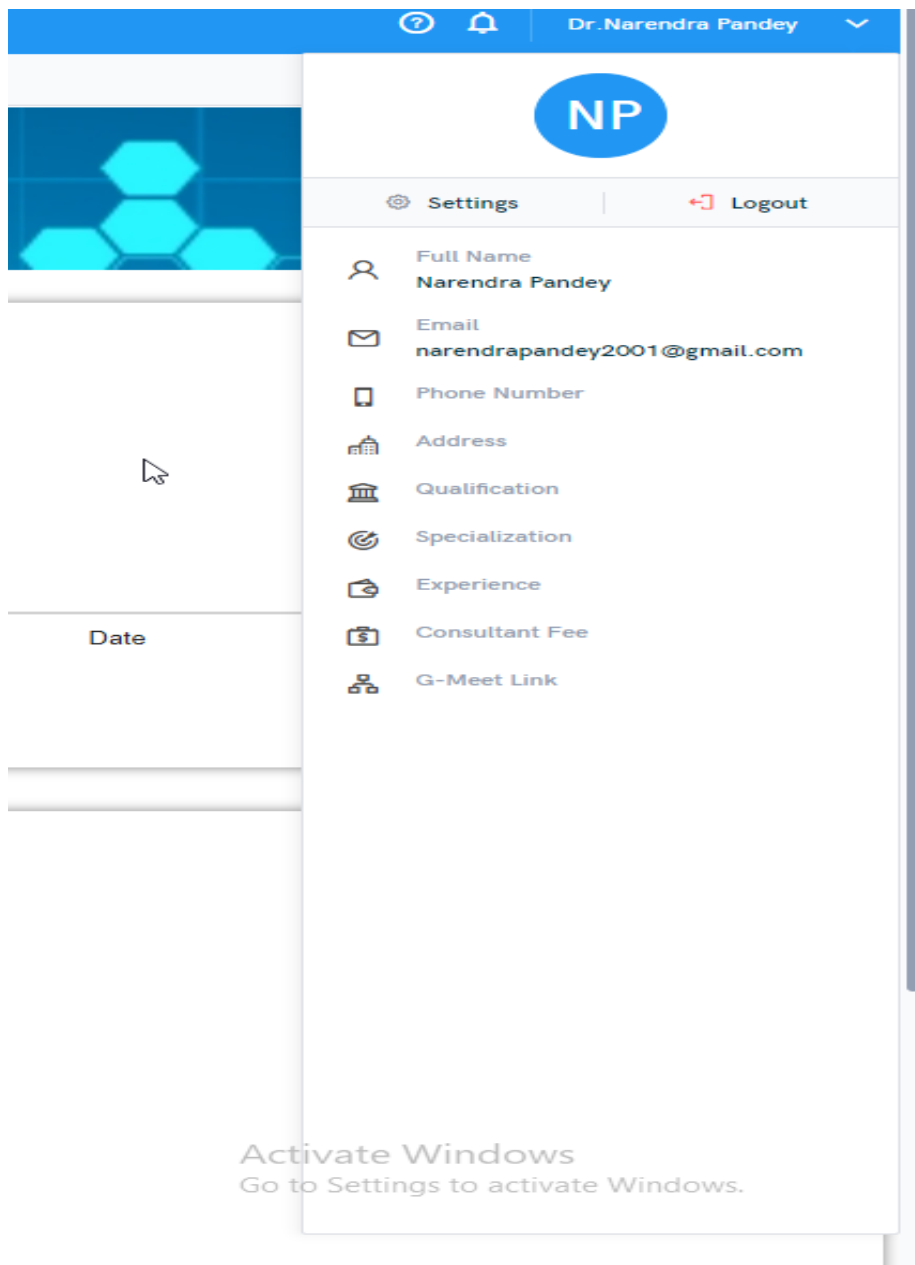 Dr.Narendra Pandey
NP
Settings
Logout
Full Name
Narendra Pandey
Email
narendrapandey2001@gmail.com
Phone Number
Address
Qualification
Specialization
Experience
Date
Consultant Fee
G-Meet Link
Activate Windows
Go to Settings to activate Windows.